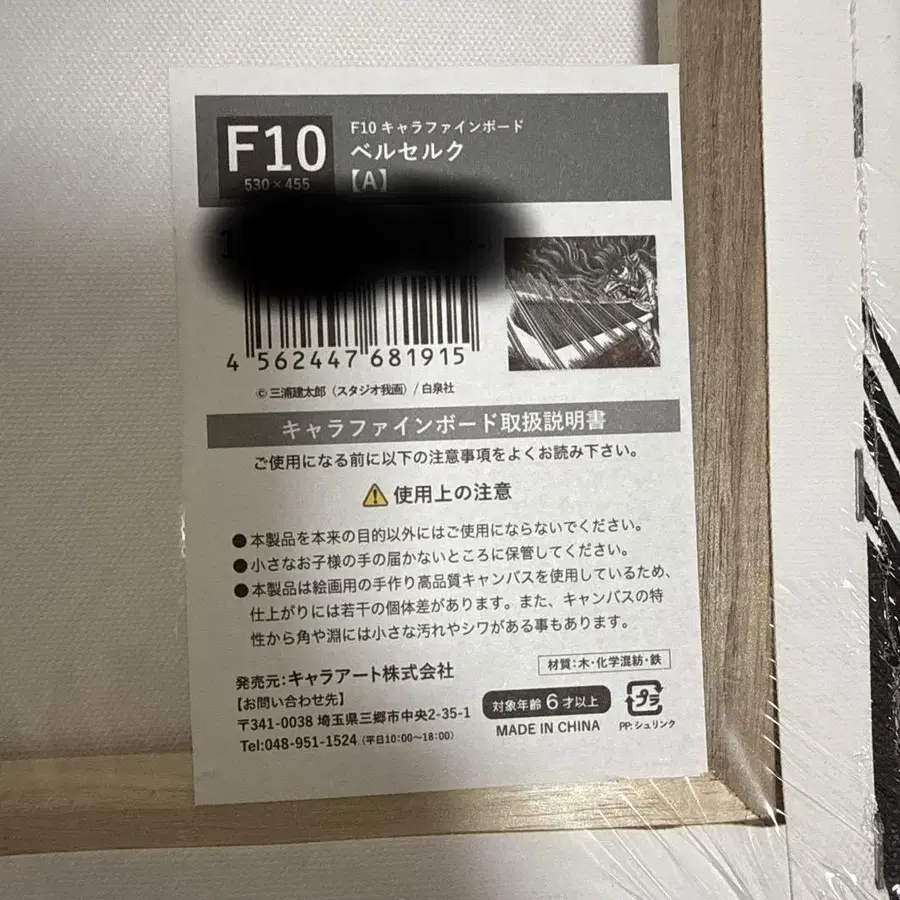 F10
530×455
F10 キャラファインボード
ベルセルク
【A】
4 562447 681915
© 三浦建太郎（スタジオ我画）/ 白泉社
キャラファインボード取扱説明書
ご使用になる前に以下の注意事項をよくお読み下さい。
使用上の注意
●本製品を本来の目的以外にはご使用にならないでください。
●小さなお子様の手の届かないところに保管してください。
●本製品は絵画用の手作り高品質キャンバスを使用しているため、
仕上がりには若干の個体差があります。また、キャンバスの特
性から角や淵には小さな汚れやシワがある事もあります。
材質：木・化学混紡・鉄
発売元：キャラアート株式会社
【お問い合わせ先】
〒341-0038 埼玉県三郷市中央2-35-1
Tel:048-951-1524（平日10:00〜18:00）
対象年齢6才以上
MADE IN CHINA
プラ
PP：シュリンク